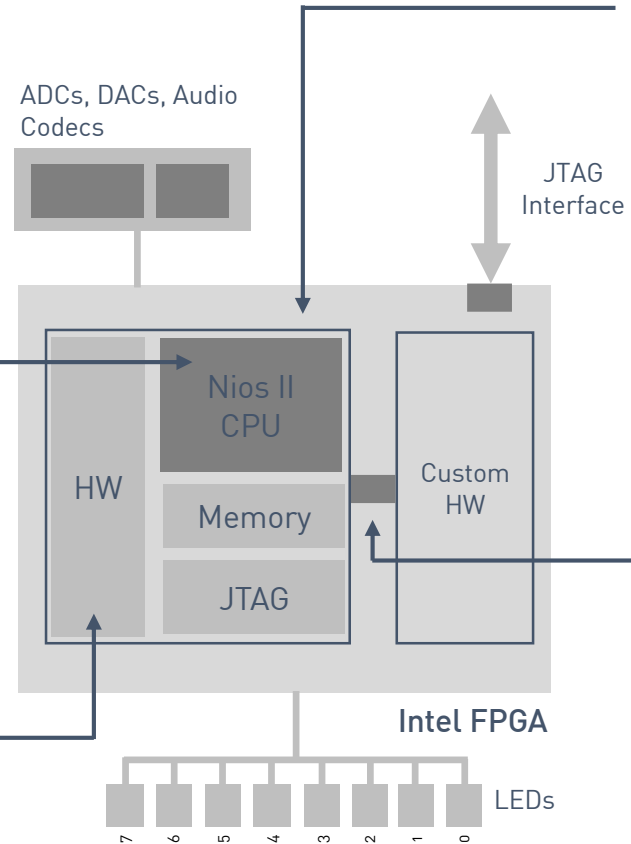 ADCs, DACs, Audio
Codecs
JTAG
Interface
Nios II
CPU
HW
Memory
JTAG
Custom
HW
Intel FPGA
LEDs
7
6
5
4
3
2
1
0